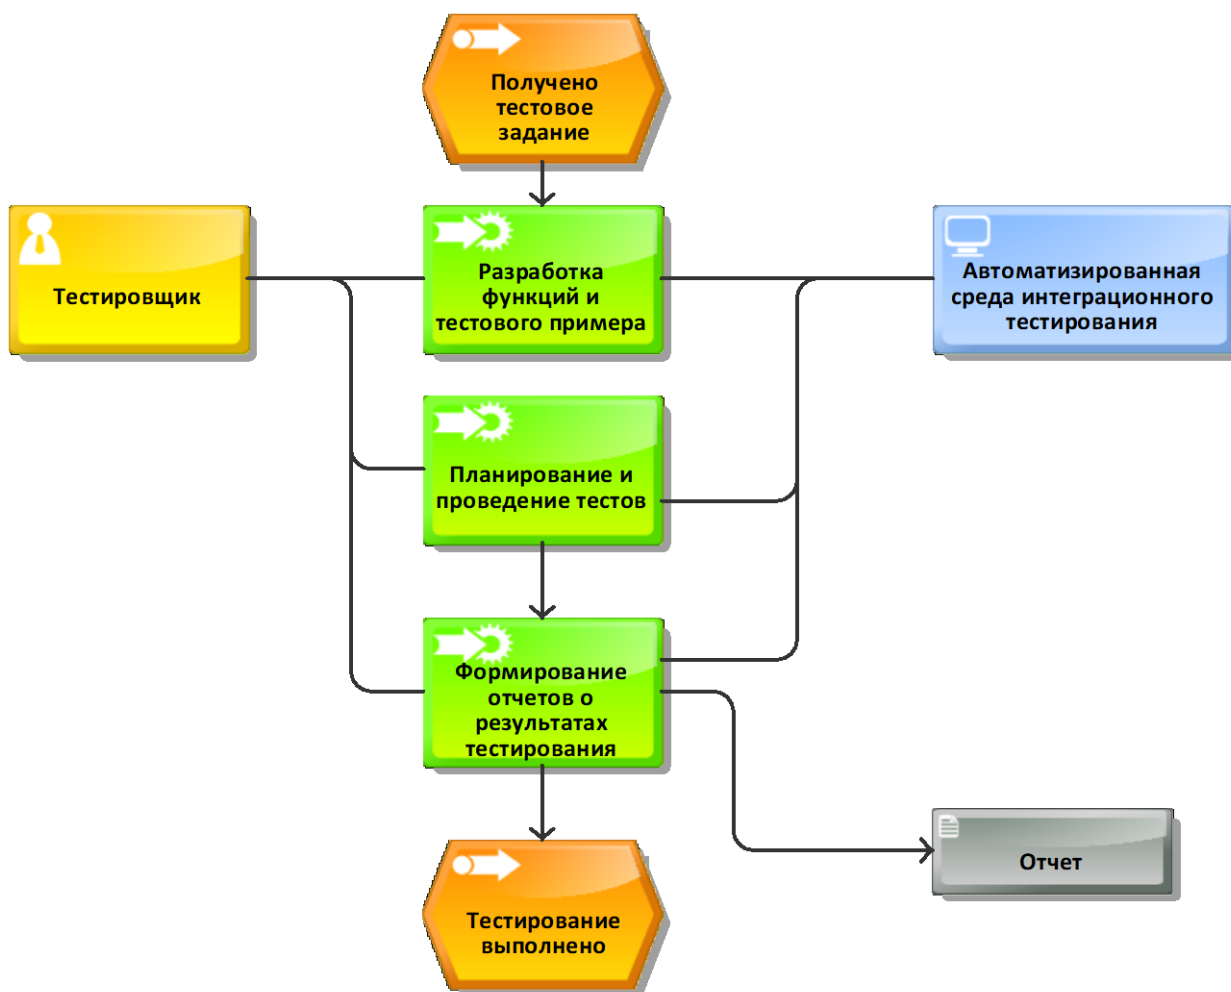 Получено
тестовое
задание
Тестировщик
Разработка
функций и
тестового примера
Автоматизированная
среда интеграционного
тестирования
Планирование и
проведение тестов
Формирование
отчетов о
результатах
тестирования
Отчет
Тестирование
выполнено